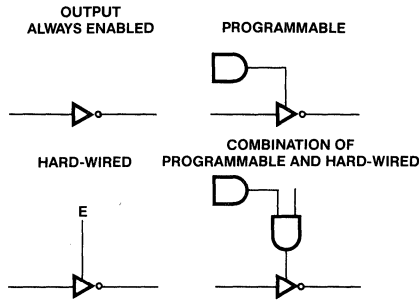 OUTPUT
ALWAYS ENABLED
PROGRAMMABLE
HARD-WIRED
COMBINATION OF
PROGRAMMABLE AND HARD-WIRED
E